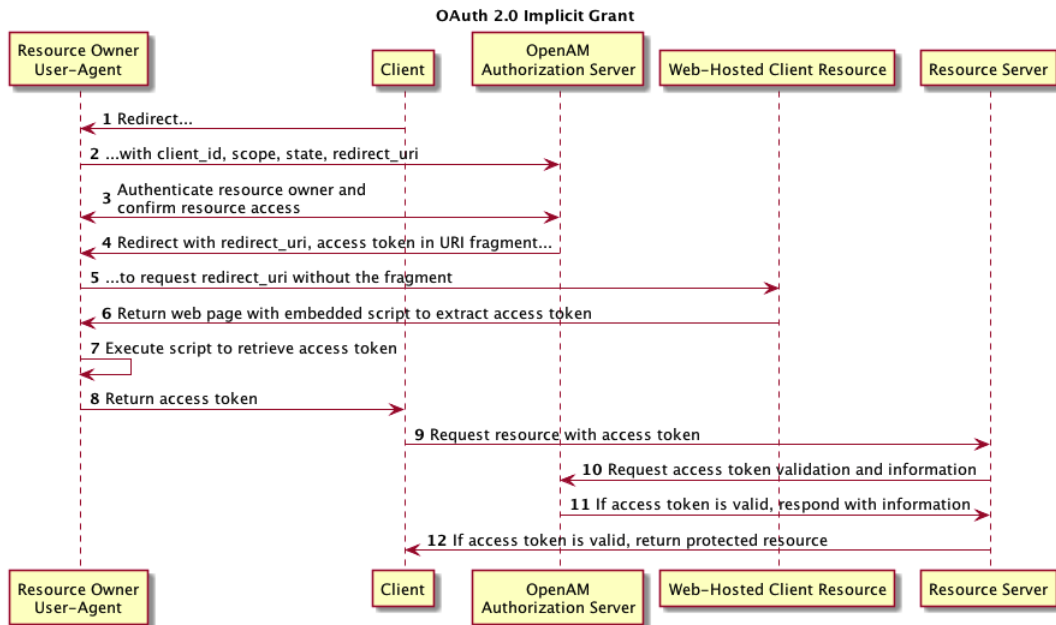 OAuth 2.0 Implicit Grant
Resource Owner
User-Agent
Client
OpenAM
Authorization Server
Web-Hosted Client Resource
Resource Server
1 Redirect...
2 ...with client_id, scope, state, redirect_uri
3 Authenticate resource owner and
confirm resource access
4 Redirect with redirect_uri, access token in URI fragment...
5 ...to request redirect_uri without the fragment
6 Return web page with embedded script to extract access token
7 Execute script to retrieve access token
8 Return access token
9 Request resource with access token
10 Request access token validation and information
11 If access token is valid, respond with information
12 If access token is valid, return protected resource
Resource Owner
User-Agent
Client
OpenAM
Authorization Server
Web-Hosted Client Resource
Resource Server